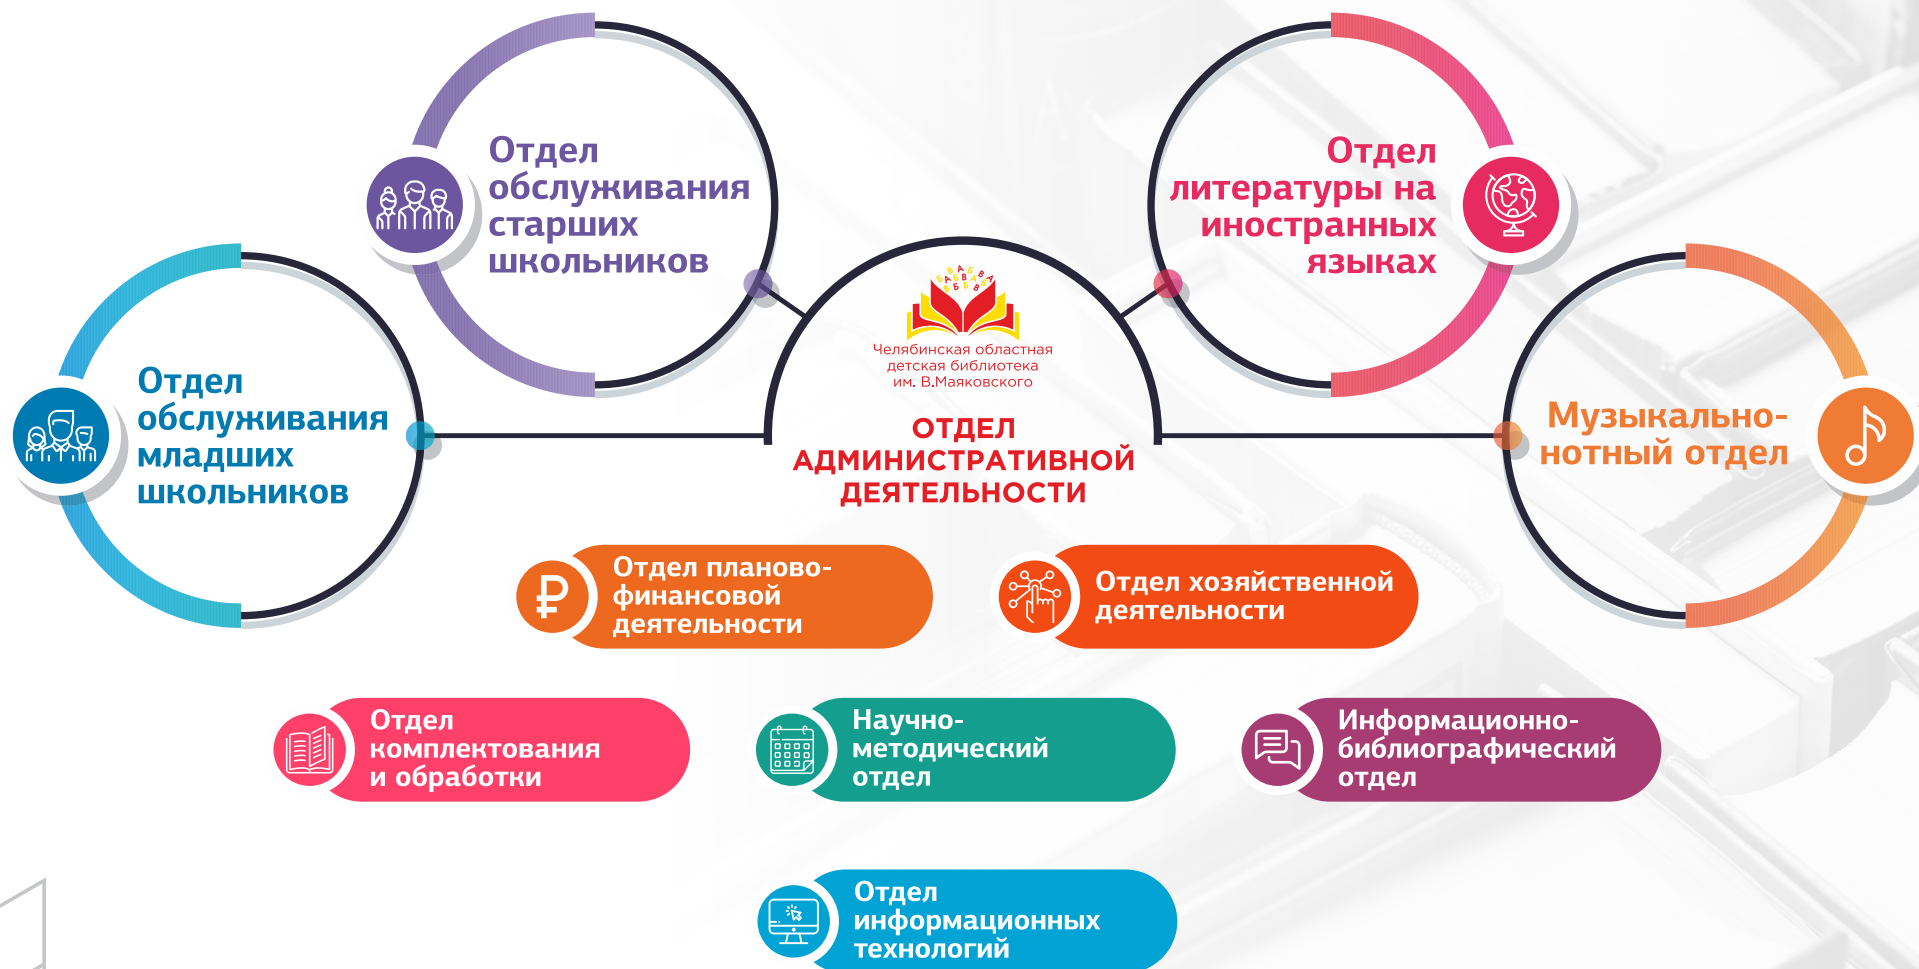 Отдел
обслуживания
старших
школьников
Отдел
литературы на
иностранных
языках
Отдел
обслуживания
младших
школьников
Челябинская областная
детская библиотека
им. В.Маяковского
ОТДЕЛ
АДМИНИСТРАТИВНОЙ
ДЕЯТЕЛЬНОСТИ
Музыкально-
нотный отдел
Отдел планово-
финансовой
деятельности
Отдел хозяйственной
деятельности
Отдел
комплектования
и обработки
Научно-
методический
отдел
Информационно-
библиографический
отдел
Отдел
информационных
технологий